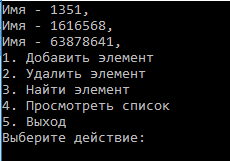 Имя - 1351,
Имя - 1616568,
Имя - 63878641,
1. Добавить элемент
2. Удалить элемент
3. Найти элемент
4. Просмотреть список
5. Выход
Выберите действие: